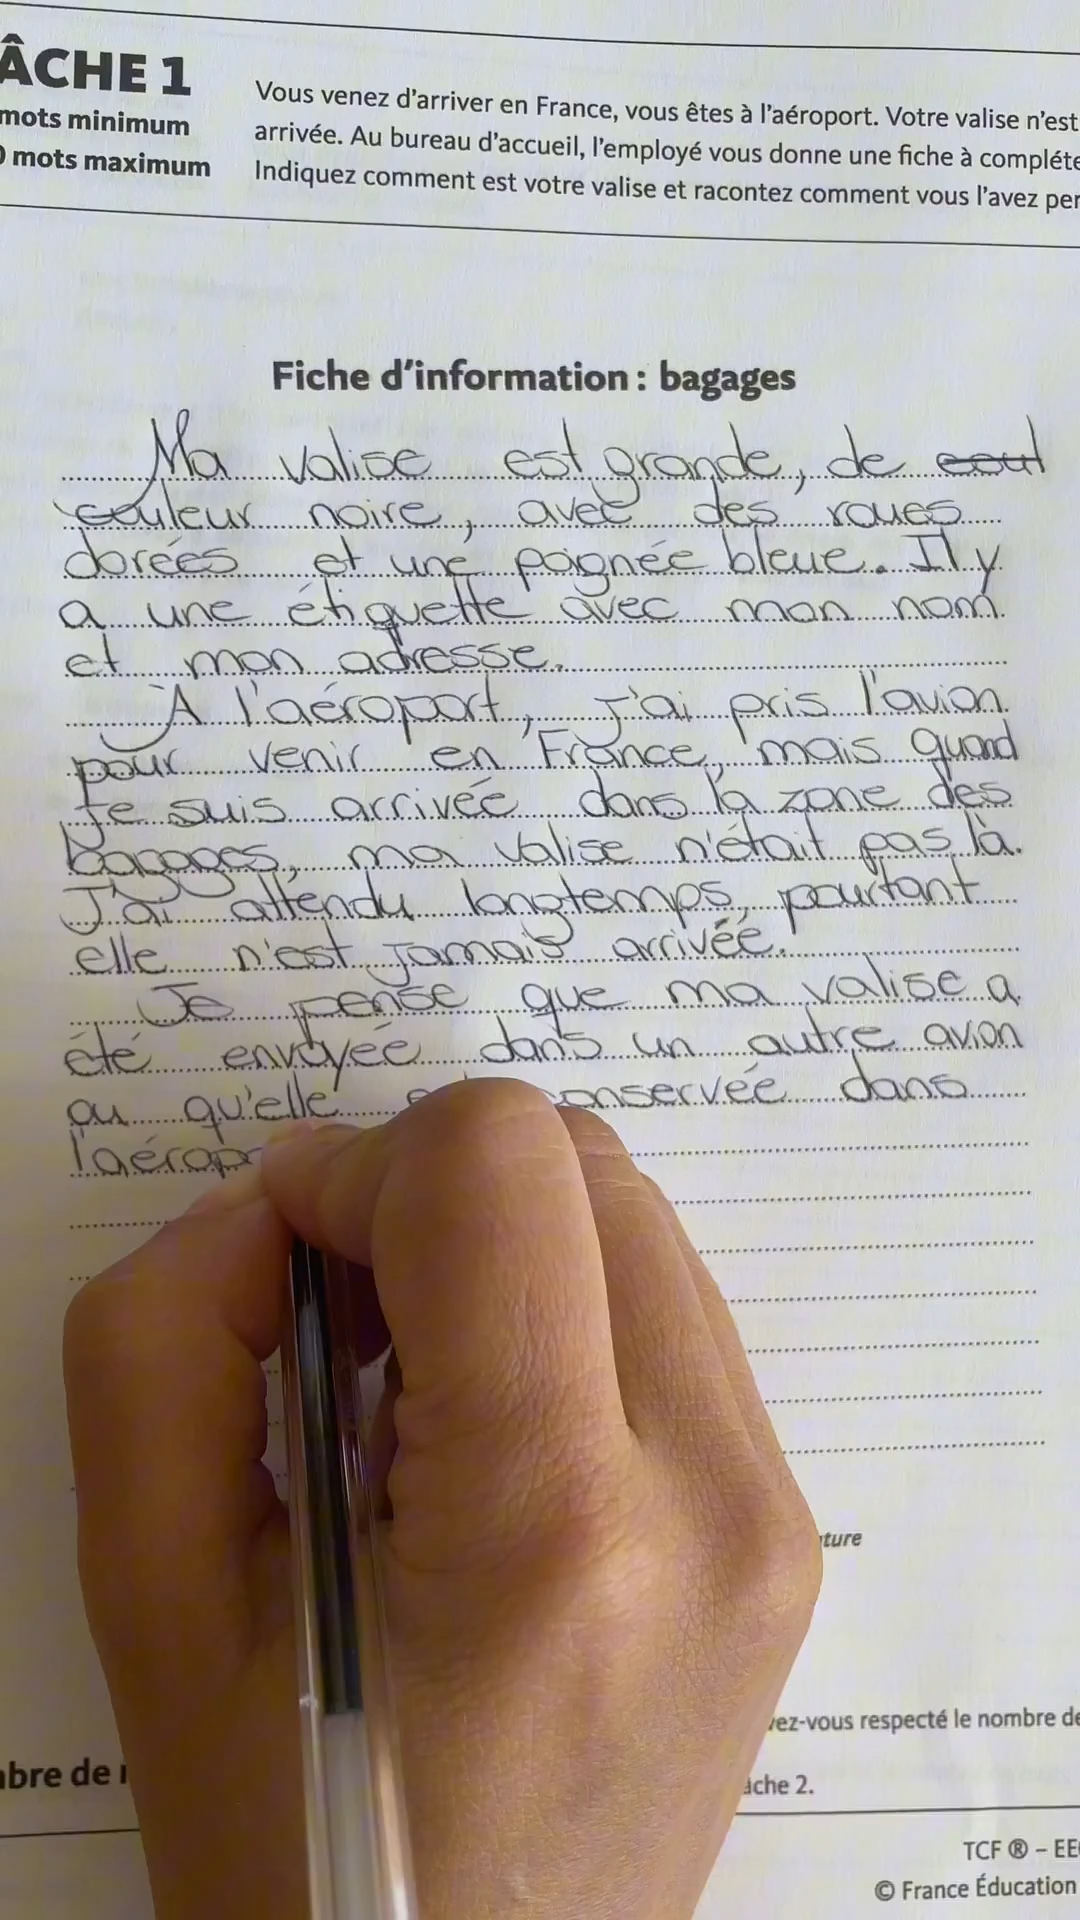 ÂCHE 1
mots minimum
mots maximum
Vous venez d'arriver en France, vous êtes à l'aéroport. Votre valise n'est
arrivée. Au bureau d'accueil, l'employé vous donne une fiche à compléte
Indiquez comment est votre valise et racontez comment vous l'avez per
Fiche d'information : bagages
Ma valise est grande, de coul
couleur noire, avec des roues
dorées et une poignée bleue. Il y
a une étiquette avec mon nom
et mon adresse.
À l'aéroport, j'ai pris l'avion
pour venir en France, mais quand
je suis arrivée dans la zone des
bagages, ma valise n'était pas là.
J'ai attendu longtemps, pourtant
elle n'est jamais arrivée.
Je pense que ma valise a
été envoyée dans un autre avion
ou qu'elle conservée dans
l'aérop
ture
vez-vous respecté le nombre de
mbre de
âche 2.
TCF ® – EE
© France Éducation